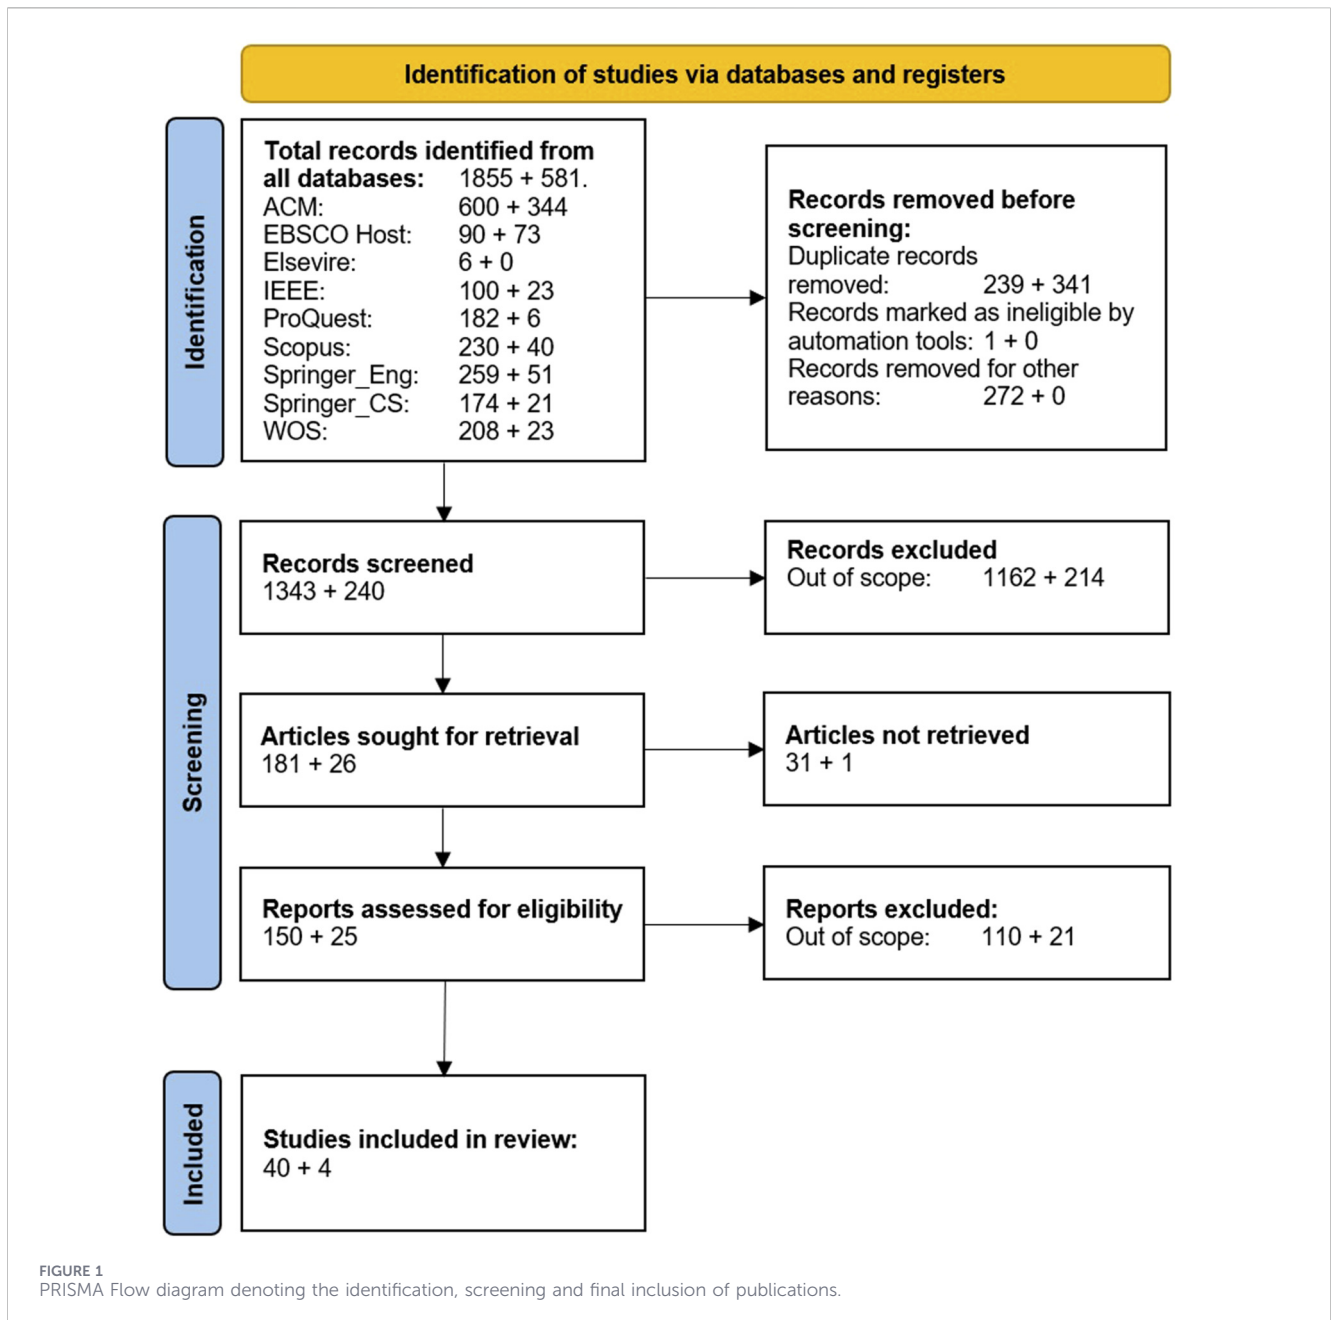 Identification of studies via databases and registers
Identification
Total records identified from
all databases: 1855 + 581.
ACM: 600 + 344
EBSCO Host: 90 + 73
Elsevire: 6 + 0
IEEE: 100 + 23
ProQuest: 182 + 6
Scopus: 230 + 40
Springer_Eng: 259 + 51
Springer_CS: 174 + 21
WOS: 208 + 23
Records removed before
screening:
Duplicate records
removed: 239 + 341
Records marked as ineligible by
automation tools: 1 + 0
Records removed for other
reasons: 272 + 0
Screening
Records screened
1343 + 240
Records excluded
Out of scope: 1162 + 214
Articles sought for retrieval
181 + 26
Articles not retrieved
31 + 1
Reports assessed for eligibility
150 + 25
Reports excluded:
Out of scope: 110 + 21
Included
Studies included in review:
40 + 4
FIGURE 1
PRISMA Flow diagram denoting the identification, screening and final inclusion of publications.